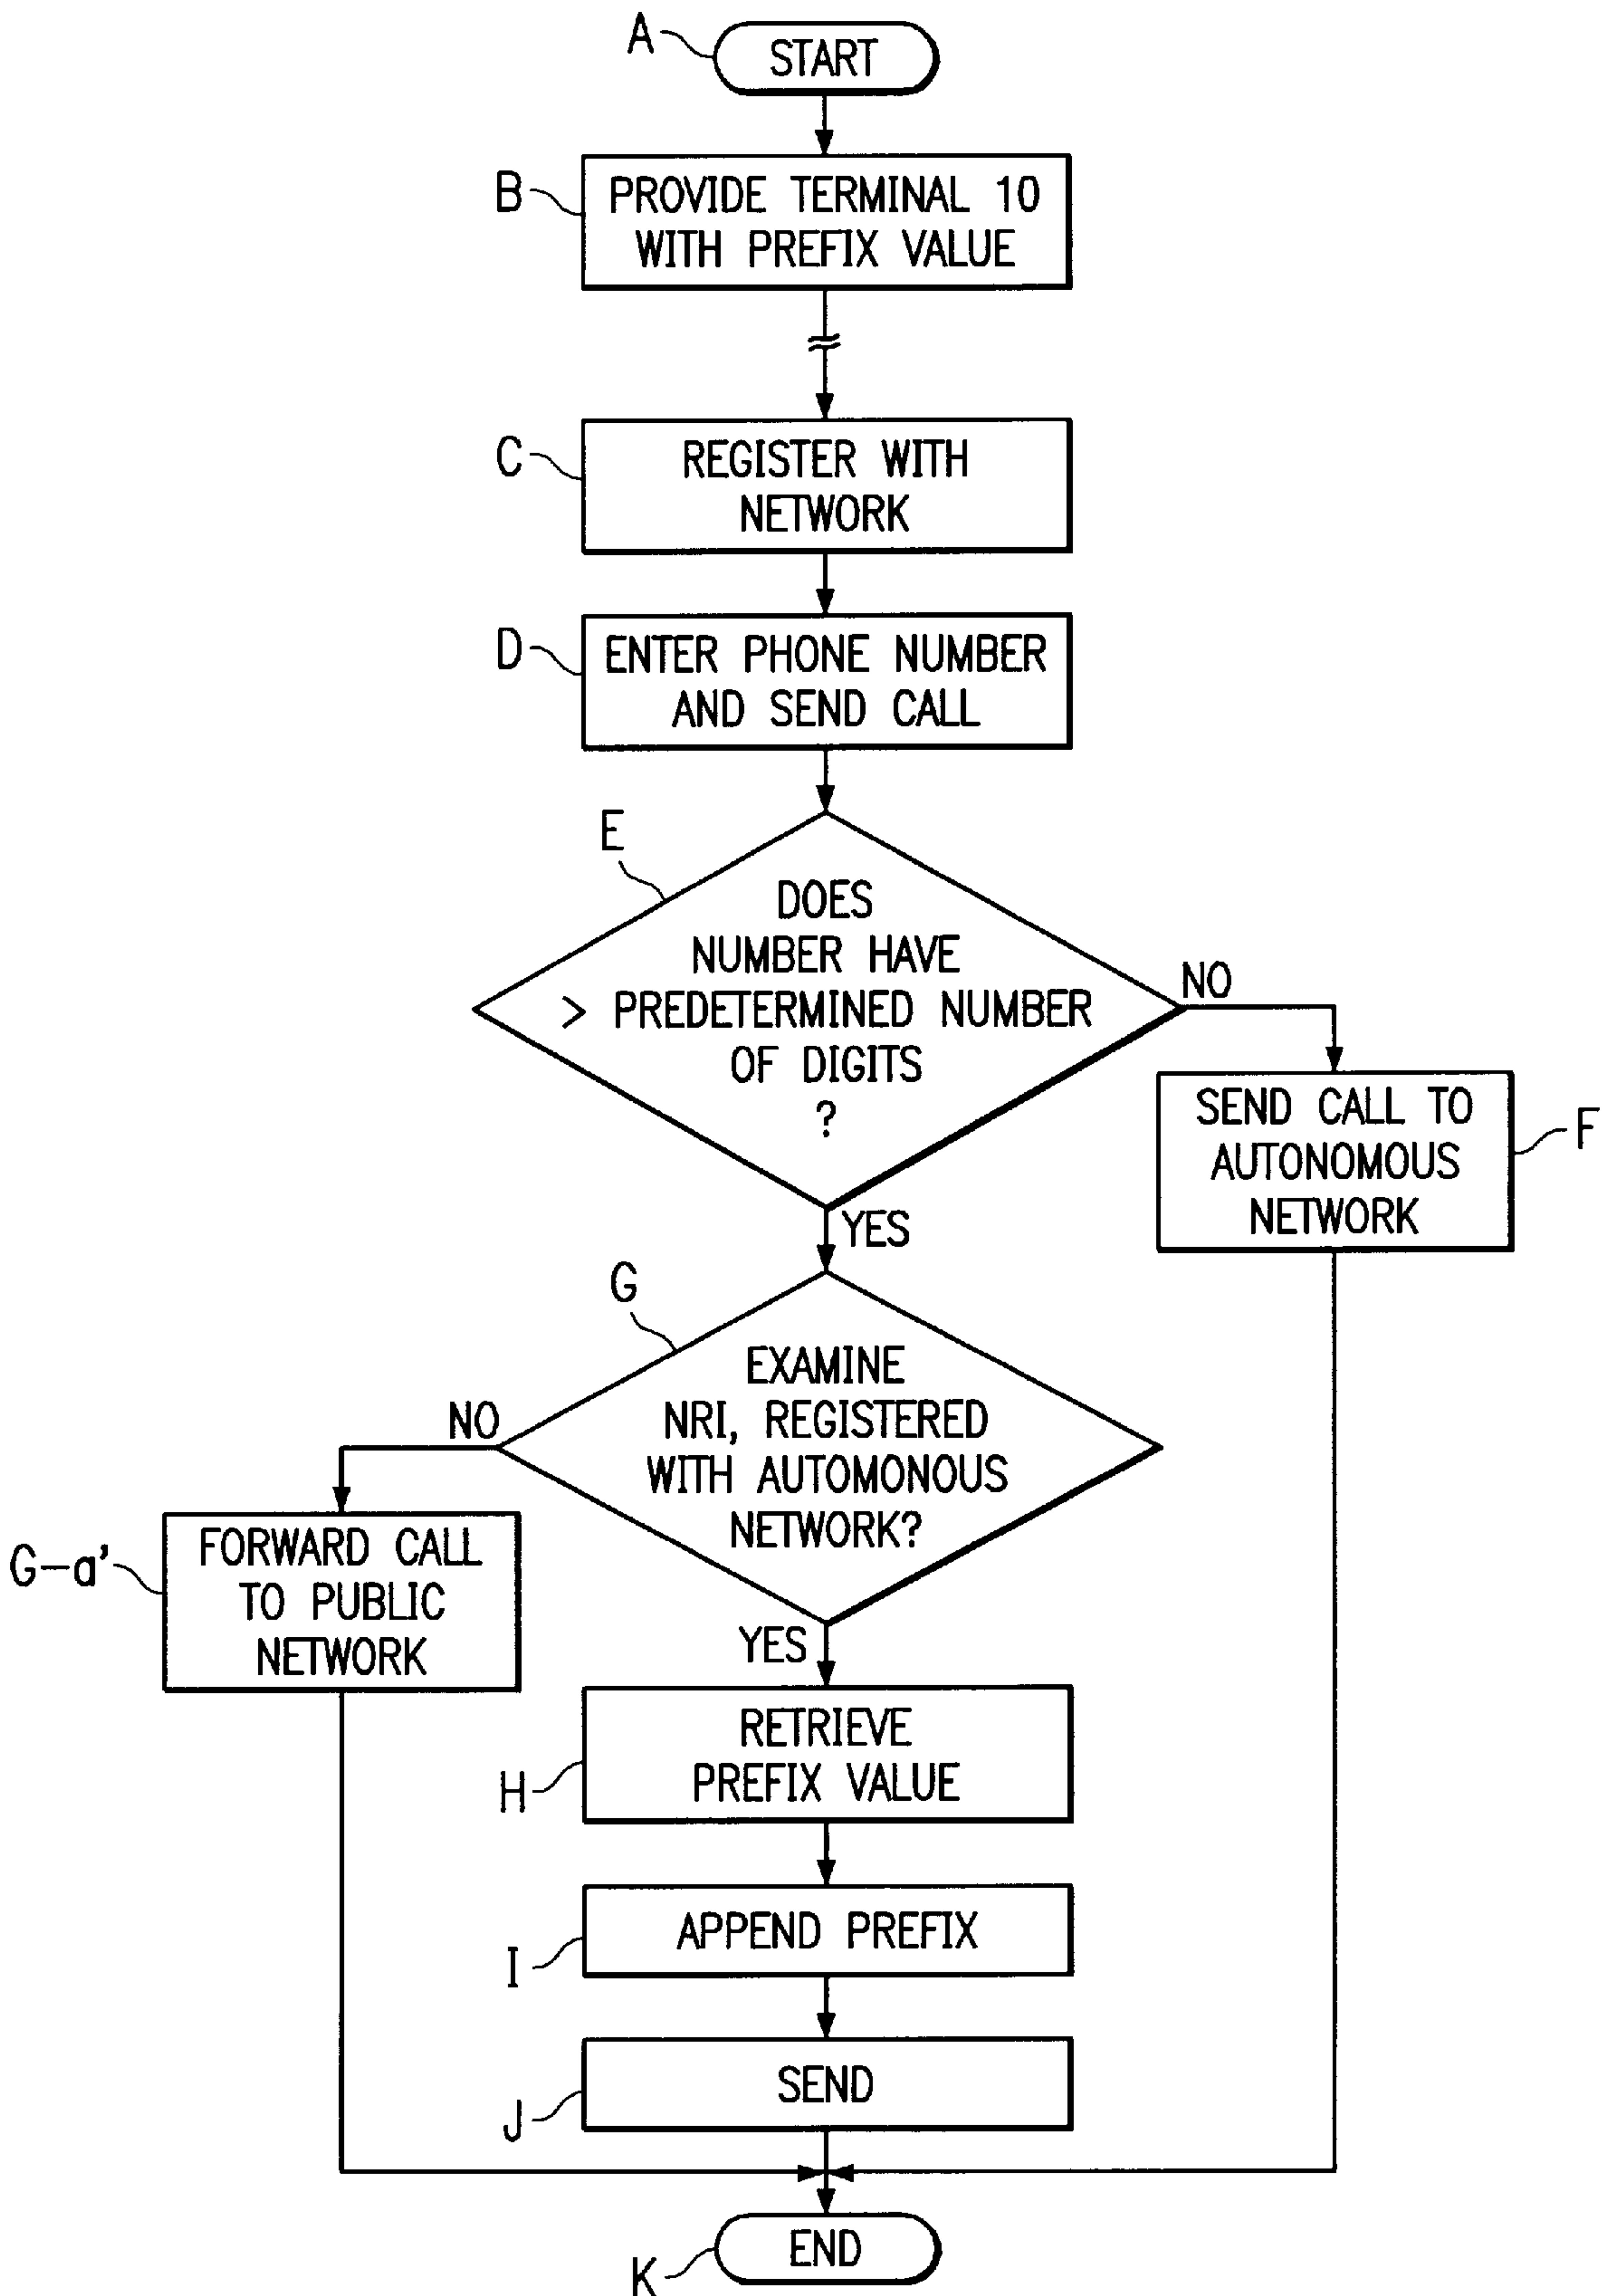 A
START
B
PROVIDE TERMINAL 10
WITH PREFIX VALUE
C
REGISTER WITH
NETWORK
D
ENTER PHONE NUMBER
AND SEND CALL
E
DOES
NUMBER HAVE
> PREDETERMINED NUMBER
OF DIGITS
?
NO
SEND CALL TO
AUTONOMOUS
NETWORK
F
YES
G
EXAMINE
NRI, REGISTERED
WITH AUTOMONOUS
NETWORK?
NO
G-a'
FORWARD CALL
TO PUBLIC
NETWORK
YES
H
RETRIEVE
PREFIX VALUE
I
APPEND PREFIX
J
SEND
K
END